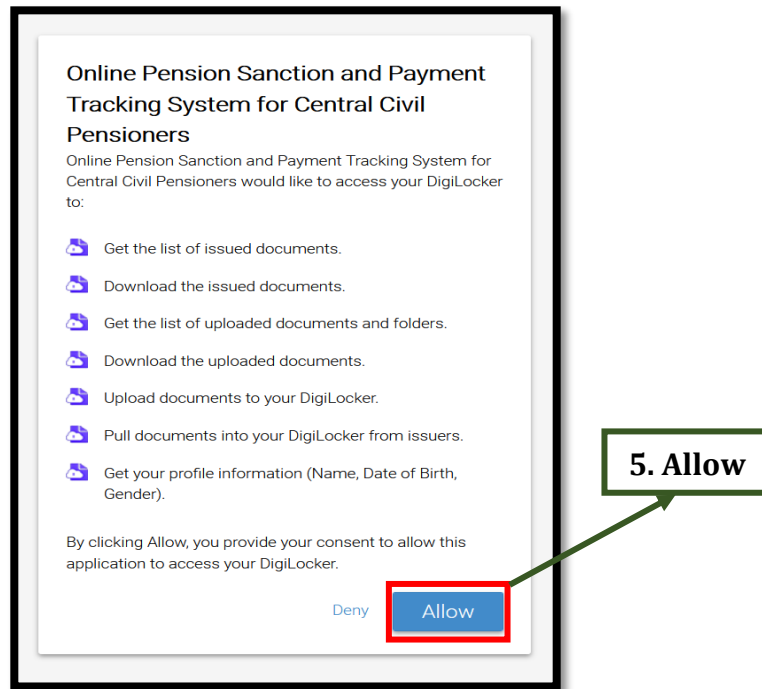 Online Pension Sanction and Payment
Tracking System for Central Civil
Pensioners
Online Pension Sanction and Payment Tracking System for
Central Civil Pensioners would like to access your DigiLocker
to:
Get the list of issued documents.
Download the issued documents.
Get the list of uploaded documents and folders.
Download the uploaded documents.
Upload documents to your DigiLocker.
Pull documents into your DigiLocker from issuers.
Get your profile information (Name, Date of Birth,
Gender).
By clicking Allow, you provide your consent to allow this
application to access your DigiLocker.
Deny Allow
5. Allow